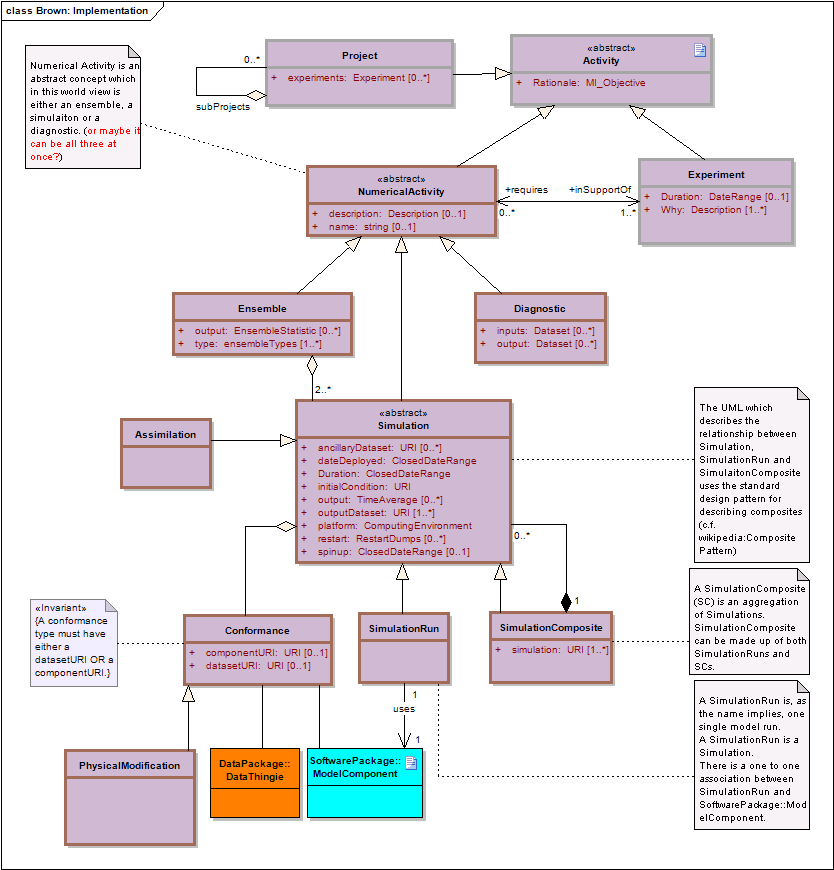 class Brown: Implementation
Numerical Activity is an
abstract concept which
in this world view is
either an ensemble, a
simulaiton or a
diagnostic. (or maybe it
can be all three at
once?)
0..*
subProjects
Project
+ experiments: Experiment [0..*]
«abstract»
Activity
+ Rationale: MI_Objective
«abstract»
NumericalActivity
+ description: Description [0..1]
+ name: string [0..1]
+requires
0..*
+inSupportOf
1..*
Experiment
+ Duration: DateRange [0..1]
+ Why: Description [1..*]
Ensemble
+ output: EnsembleStatistic [0..*]
+ type: ensembleTypes [1..*]
Diagnostic
+ inputs: Dataset [0..*]
+ output: Dataset [0..*]
2..*
Assimilation
«abstract»
Simulation
+ ancillaryDataset: URI [0..*]
+ dateDeployed: ClosedDateRange
+ Duration: ClosedDateRange
+ initialCondition: URI
+ output: TimeAverage [0..*]
+ outputDataset: URI [1..*]
+ platform: ComputingEnvironment
+ restart: RestartDumps [0..*]
+ spinup: ClosedDateRange [0..1]
The UML which
describes the
relationship between
Simulation,
SimulationRun and
SimulaitonComposite
uses the standard
design pattern for
describing composites
(c.f.
wikipedia:Composite
Pattern)
0..*
1
«Invariant»
{A conformance
type must have
either a
datasetURI OR a
componentURI.}
Conformance
+ componentURI: URI [0..1]
+ datasetURI: URI [0..1]
SimulationRun
SimulationComposite
+ simulation: URI [1..*]
A SimulationComposite
(SC) is an aggregation
of Simulations.
SimulationComposite
can be made up of both
SimulationRuns and
SCs.
1
uses
1
PhysicalModification
DataPackage::
DataThingie
SoftwarePackage::
ModelComponent
A SimulationRun is, as
the name implies, one
single model run.
A SimulationRun is a
Simulation.
There is a one to one
association between
SimulationRun and
SoftwarePackage::Mod
elComponent.